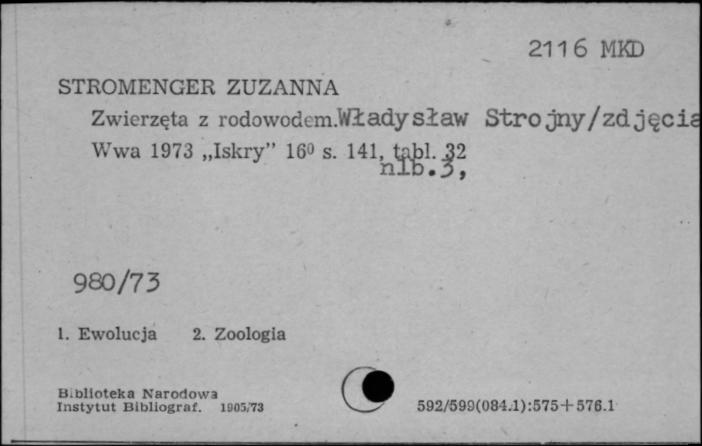 2116 MKD
STROMENGER ZUZANNA
Zwierzęta z rodowodem. Władysław Strojny/zdjęcia
Wwa 1973 „Iskry” 16⁰ s. 141, tabl. 32
nlb.3,
980/73
1. Ewolucja 2. Zoologia
Biblioteka Narodowa
Instytut Bibliograf. 1905/73 592/599(084.1):575+576.1